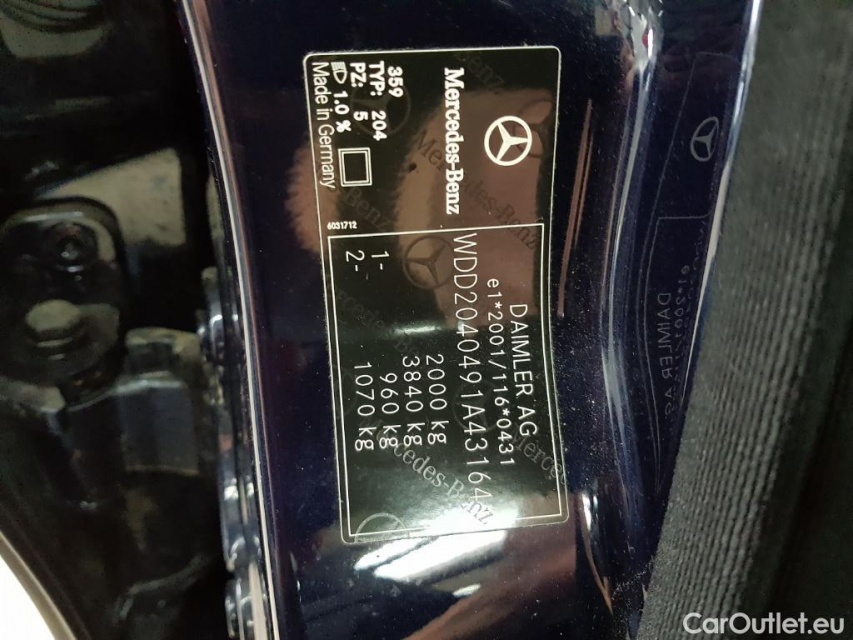 Mercedes-Benz
359
TYP: 204
PZ: 5
1.0 %
Made in Germany
6031712
DAIMLER AG
e1*2001/116*0431
2000 kg
3840 kg
1- 960 kg
2- 1070 kg
CarOutlet.eu